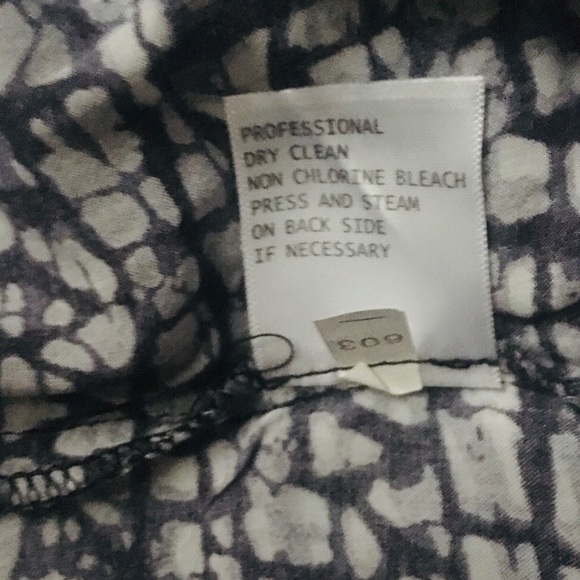 PROFESSIONAL
DRY CLEAN
NON CHLORINE BLEACH
PRESS AND STEAM
ON BACK SIDE
IF NECESSARY
603